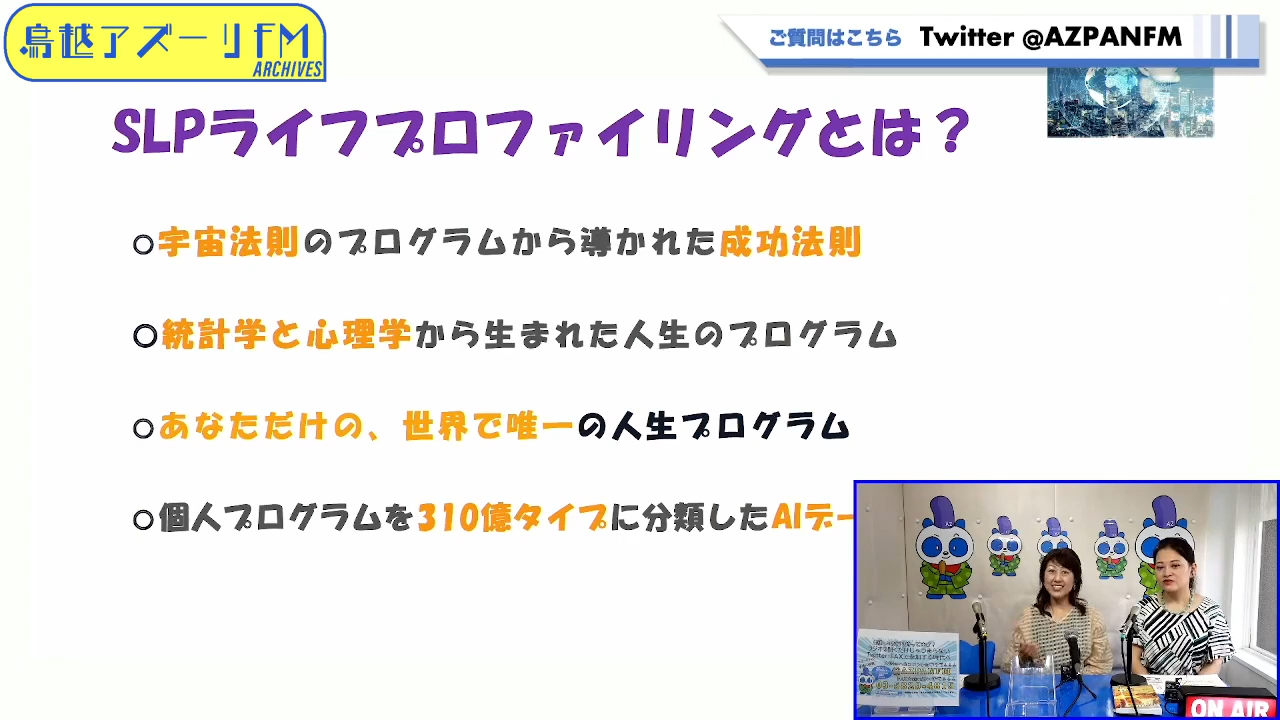 鳥越アズーリFM
ARCHIVES
ご質問はこちら Twitter @AZPANFM
SLPライフプロファイリングとは？
○宇宙法則のプログラムから導かれた成功法則
○統計学と心理学から生まれた人生のプログラム
○あなただけの、世界で唯一の人生プログラム
○個人プログラムを310億タイプに分類したAIデー
AZ
AZ
@AZPANFM
ON AIR